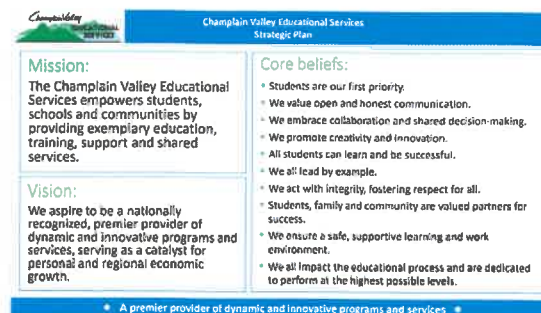 Champlain Valley
EDUCATIONAL
SERVICES
Champlain Valley Educational Services
Strategic Plan
Mission:
The Champlain Valley Educational
Services empowers students,
schools and communities by
providing exemplary education,
training, support and shared
services.
Vision:
We aspire to be a nationally
recognized, premier provider of
dynamic and innovative programs and
services, serving as a catalyst for
personal and regional economic
growth.
Core beliefs:
• Students are our first priority.
• We value open and honest communication.
• We embrace collaboration and shared decision-making.
• We promote creativity and innovation.
• All students can learn and be successful.
• We all lead by example.
• We act with integrity, fostering respect for all.
• Students, family and community are valued partners for
success.
• We ensure a safe, supportive learning and work
environment.
• We all impact the educational process and are dedicated
to perform at the highest possible levels.
• A premier provider of dynamic and innovative programs and services •